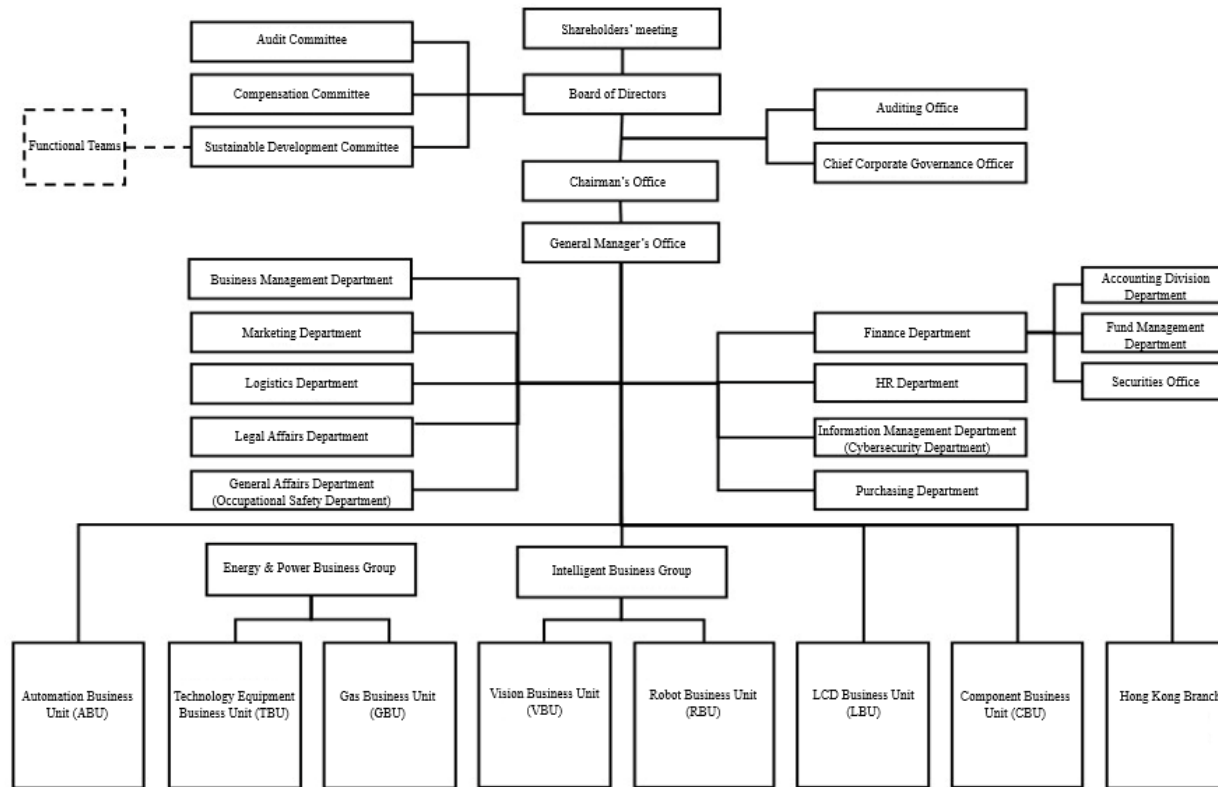 Shareholders' meeting
Audit Committee
Board of Directors
Compensation Committee
Auditing Office
Functional Teams
Sustainable Development Committee
Chief Corporate Governance Officer
Chairman's Office
General Manager's Office
Business Management Department
Accounting Division
Department
Marketing Department
Finance Department
Fund Management
Department
Logistics Department
HR Department
Securities Office
Legal Affairs Department
Information Management Department
(Cybersecurity Department)
General Affairs Department
(Occupational Safety Department)
Purchasing Department
Energy & Power Business Group
Intelligent Business Group
Automation Business
Unit (ABU)
Technology Equipment
Business Unit (TBU)
Gas Business Unit
(GBU)
Vision Business Unit
(VBU)
Robot Business Unit
(RBU)
LCD Business Unit
(LBU)
Component Business
Unit (CBU)
Hong Kong Branch